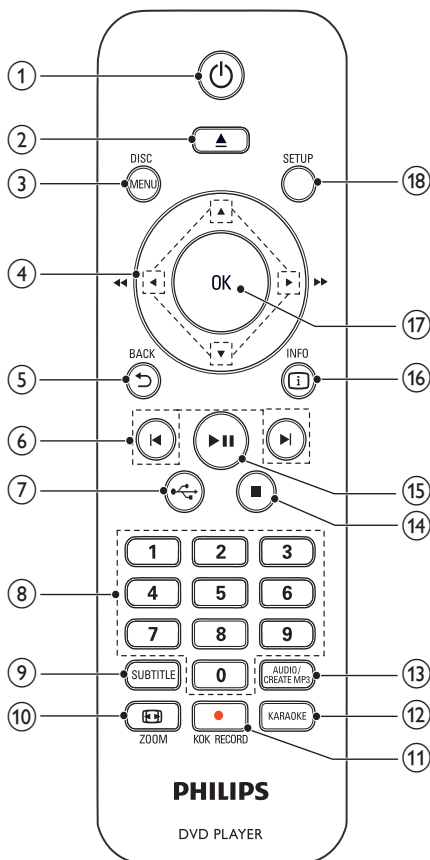 1
2
DISC
SETUP
3
MENU
18
4
OK
17
BACK
INFO
5
i
16
6
15
7
14
1 2 3
8
4 5 6
7 8 9
9
SUBTITLE
0
AUDIO/
CREATE MP3
13
10
KARAOKE
12
ZOOM
KOK RECORD
11
PHILIPS
DVD PLAYER